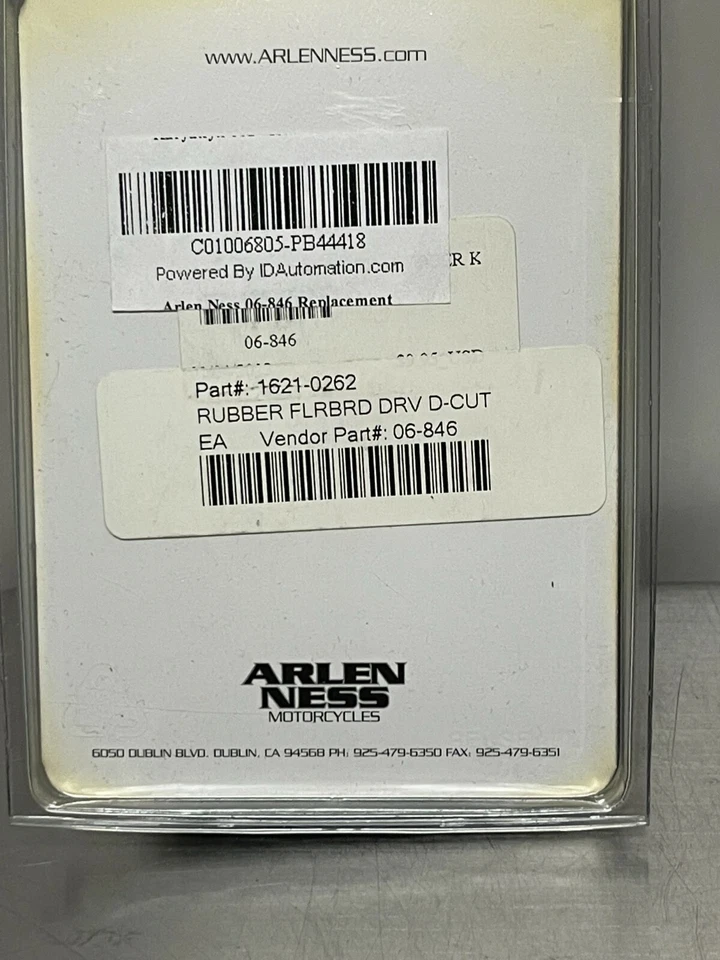 www.ARLENNESS.com
C01006805-PB44418
Powered By IDAutomation.com
ER K
Arlen Ness 06-846 Replacement
06-846
Part#: 1621-0262
RUBBER FLRBRD DRV D-CUT
EA Vendor Part#: 06-846
ARLEN
NESS
MOTORCYCLES
6050 DUBLIN BLVD. DUBLIN, CA 94568 PH: 925-479-6350 FAX: 925-479-6351